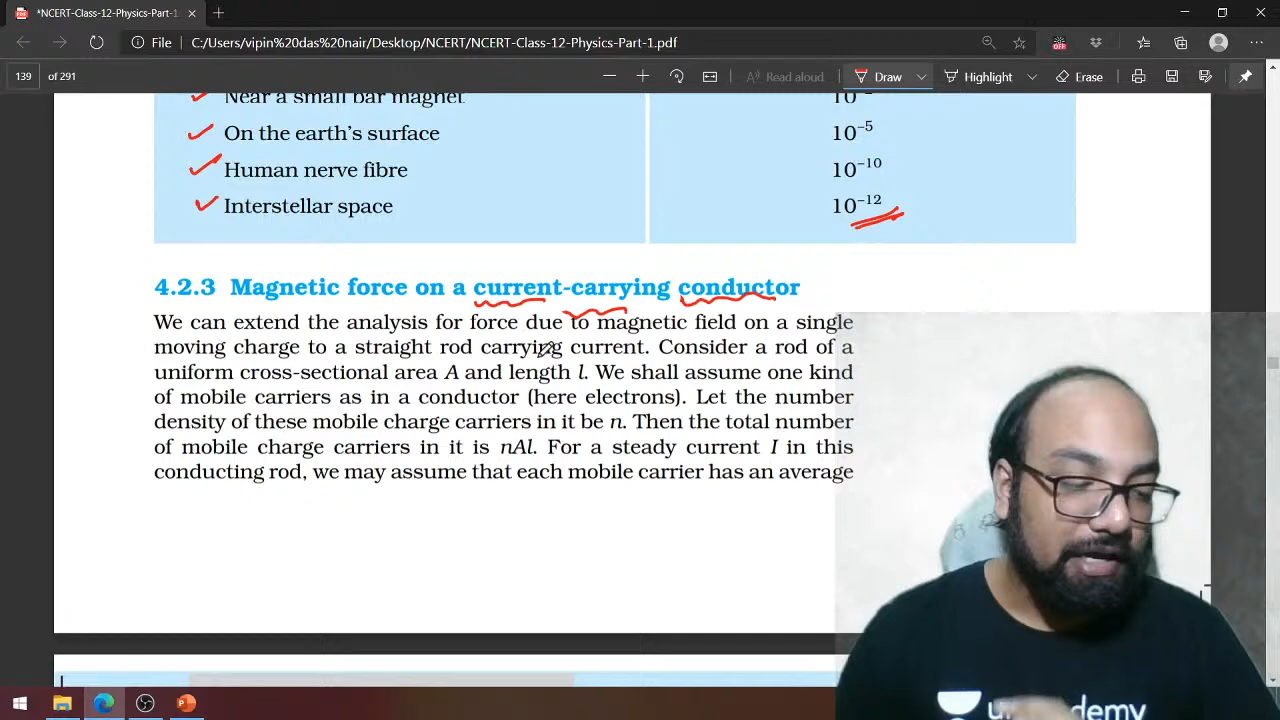 *NCERT-Class-12-Physics-Part-1.
File
C:/Users/vipin%20das%20nair/Desktop/NCERT/NCERT-Class-12-Physics-Part-1.pdf
139 of 291
Read aloud
Draw
Highlight
Erase
Near a small bar magnet
On the earth's surface 10⁻⁵
Human nerve fibre 10⁻¹⁰
Interstellar space 10⁻¹²
4.2.3 Magnetic force on a current-carrying conductor
We can extend the analysis for force due to magnetic field on a single
moving charge to a straight rod carrying current. Consider a rod of a
uniform cross-sectional area A and length l. We shall assume one kind
of mobile carriers as in a conductor (here electrons). Let the number
density of these mobile charge carriers in it be n. Then the total number
of mobile charge carriers in it is nAl. For a steady current I in this
conducting rod, we may assume that each mobile carrier has an average